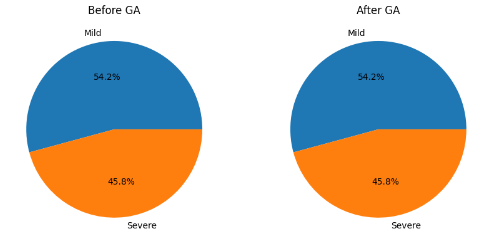 Before GA
Mild
54.2%
45.8%
Severe
After GA
Mild
54.2%
45.8%
Severe